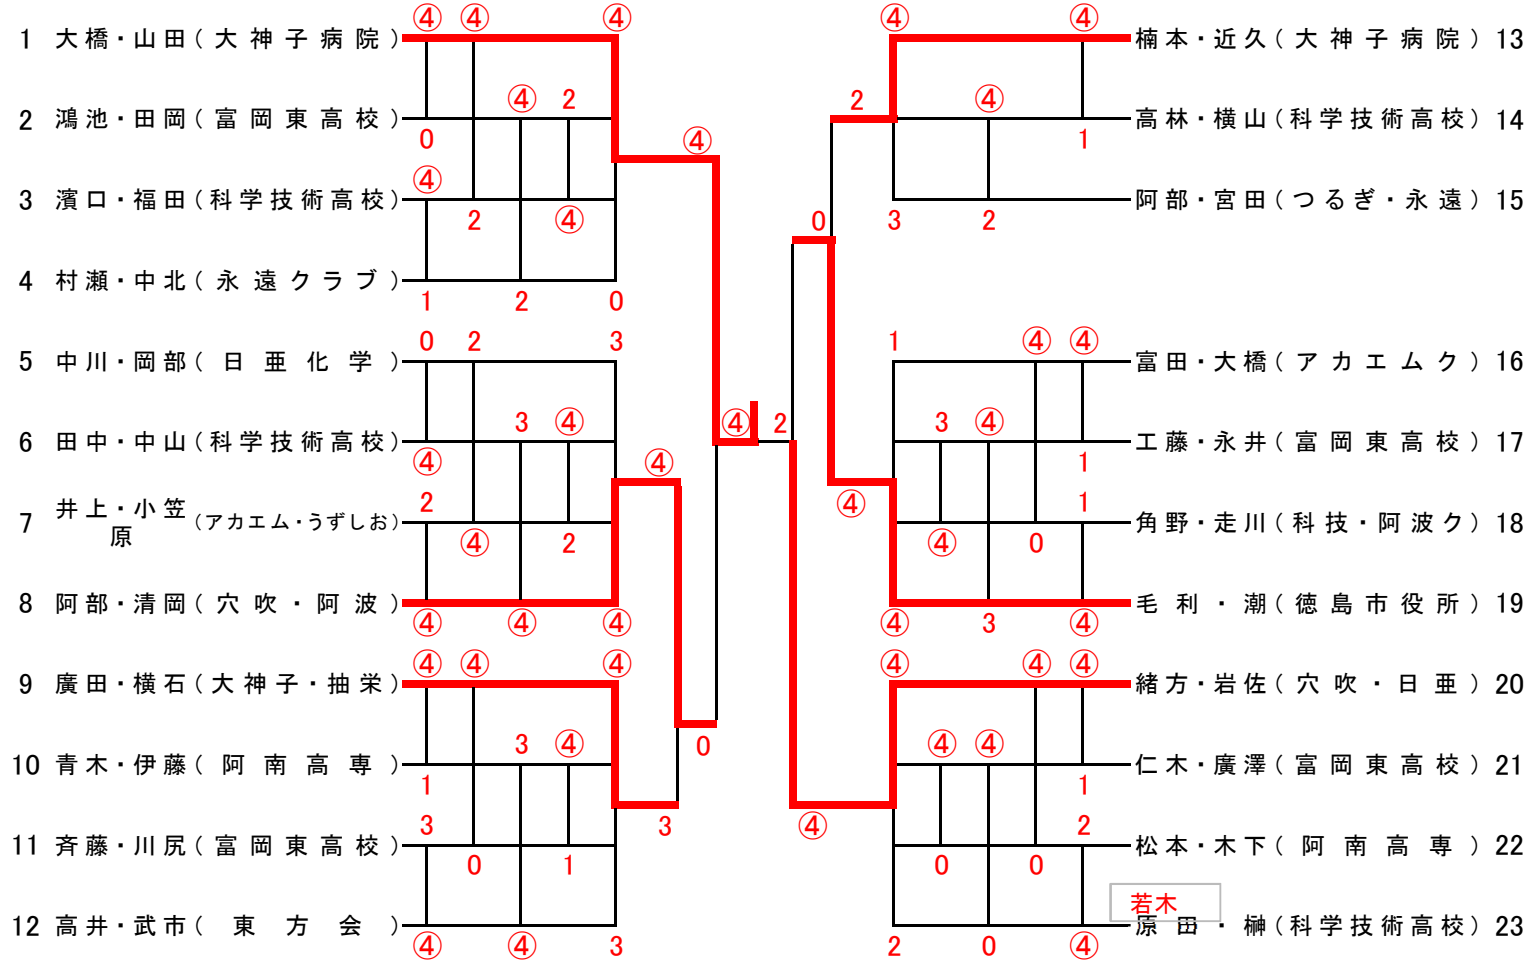 ④ ④ ④
1 大橋・山田(大神子病院)
④ 2
2 鴻池・田岡(富岡東高校)
0
④
④
3 濱口・福田(科学技術高校)
2 ④
4 村瀬・中北(永遠クラブ)
1 2 0
0 2 3
5 中川・岡部(日亜化学)
3 ④
6 田中・中山(科学技術高校)
④
④
2
7 井上・小笠原(アカエム・うずしお)
④ 2
8 阿部・清岡(穴吹・阿波)
④ ④ ④
④ ④ ④
9 廣田・横石(大神子・抽栄)
3 ④
10 青木・伊藤(阿南高専)
1
0
3
3
11 斉藤・川尻(富岡東高校)
0 1
12 高井・武市(東方会)
④ ④ 3
④ 2
④ ④
楠本・近久(大神子病院) 13
2 ④
高林・横山(科学技術高校) 14
1
阿部・宮田(つるぎ・永遠) 15
0 3 2
1 ④ ④
富田・大橋(アカエムク) 16
3 ④
工藤・永井(富岡東高校) 17
1
④
1
角野・走川(科技・阿波ク) 18
④ 0
毛利・潮(徳島市役所) 19
④ 3 ④
④ ④ ④
緒方・岩佐(穴吹・日亜) 20
④ ④
仁木・廣澤(富岡東高校) 21
1
④
2
松本・木下(阿南高専) 22
0 0
若木
原田・榊(科学技術高校) 23
2 0 ④